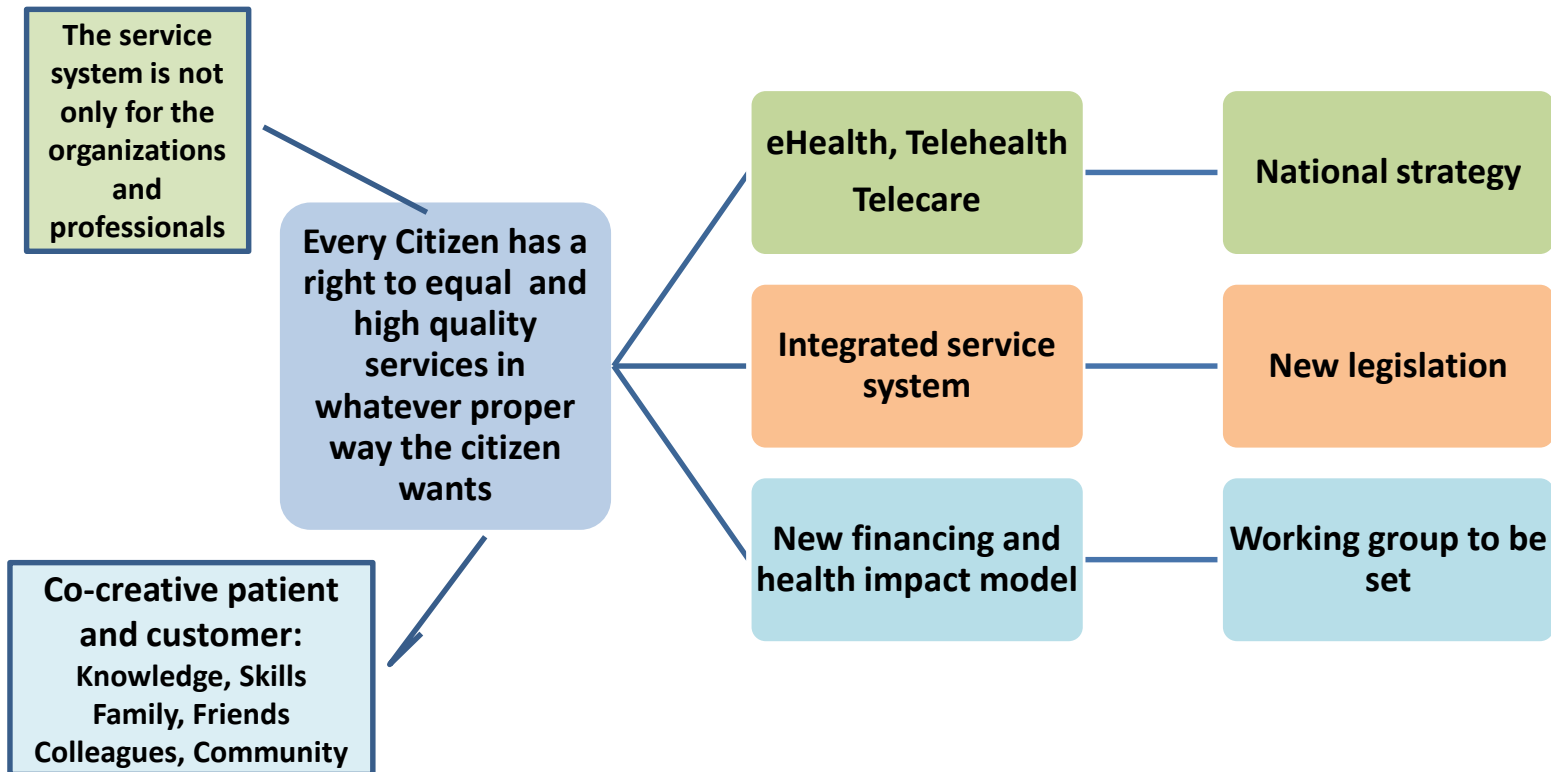 The service
system is not
only for the
organizations
and
professionals
Every Citizen has a
right to equal and
high quality
services in
whatever proper
way the citizen
wants
Co-creative patient
and customer:
Knowledge, Skills
Family, Friends
Colleagues, Community
eHealth, Telehealth
Telecare
National strategy
Integrated service
system
New legislation
New financing and
health impact model
Working group to be
set